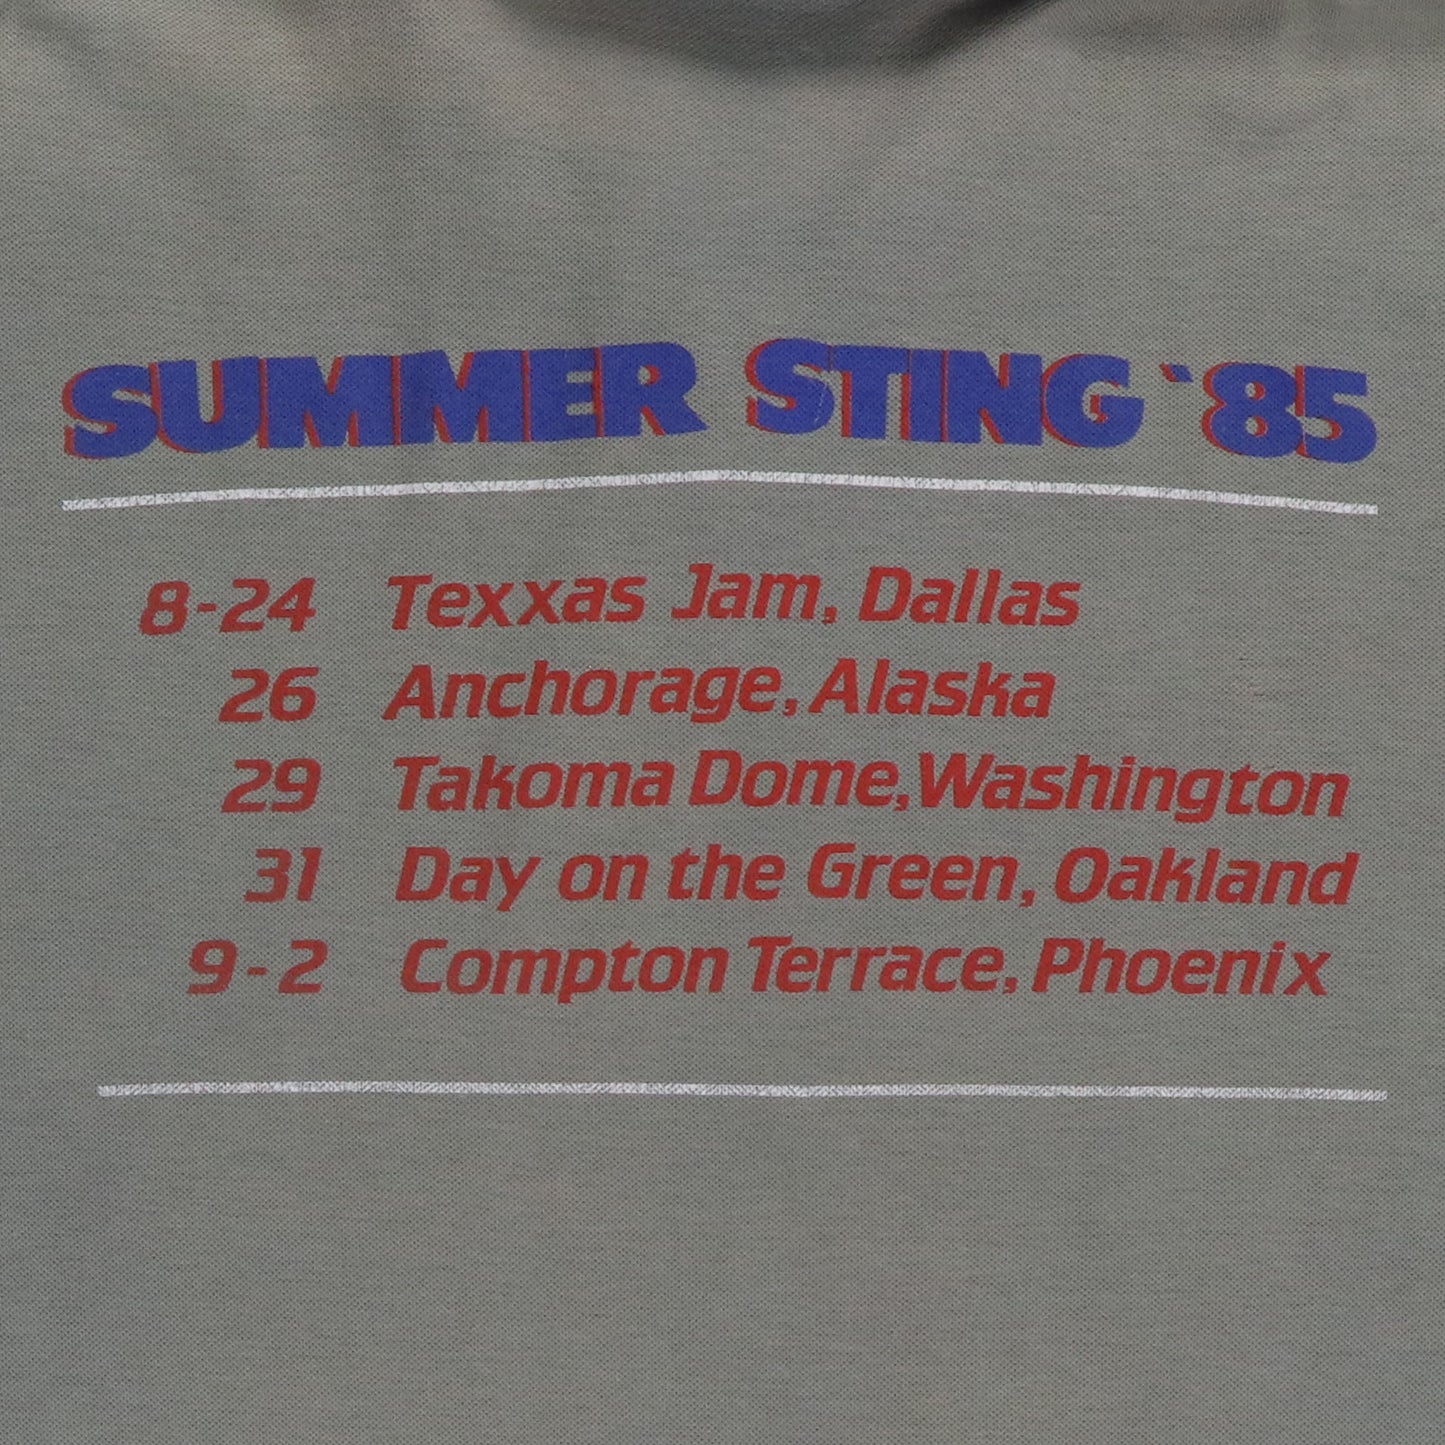 SUMMER STING `85
8-24 Texxas Jam, Dallas
26 Anchorage, Alaska
29 Takoma Dome, Washington
31 Day on the Green, Oakland
9-2 Compton Terrace, Phoenix